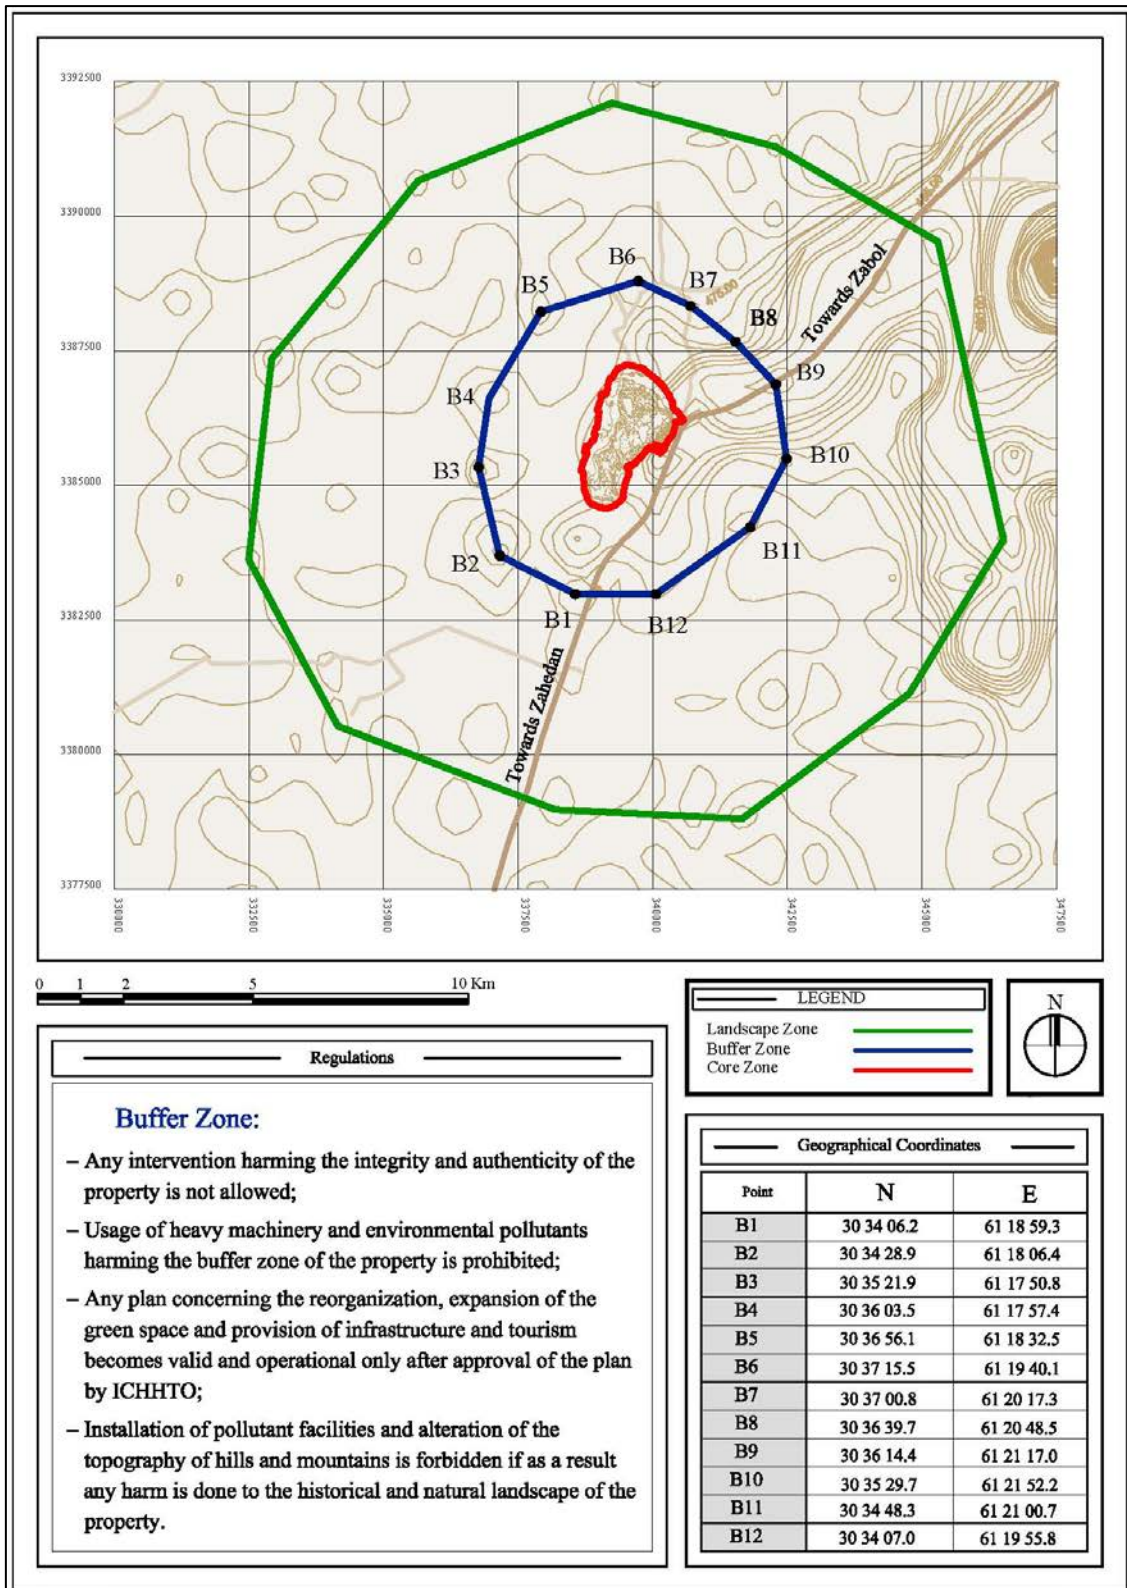 3392500
3390000
3387500
3385000
3382500
3380000
3377500
330000
332500
335000
337500
340000
342500
345000
347500
B6
B5
B7
476.00
B8
Towards Zabol
B9
B4
B3
B10
B2
B11
B1
B12
Towards Zahedan
0 1 2 5 10 Km
LEGEND
Landscape Zone
Buffer Zone
Core Zone
N
Regulations
Buffer Zone:
– Any intervention harming the integrity and authenticity of the
property is not allowed;
– Usage of heavy machinery and environmental pollutants
harming the buffer zone of the property is prohibited;
– Any plan concerning the reorganization, expansion of the
green space and provision of infrastructure and tourism
becomes valid and operational only after approval of the plan
by ICHHTO;
– Installation of pollutant facilities and alteration of the
topography of hills and mountains is forbidden if as a result
any harm is done to the historical and natural landscape of the
property.
Geographical Coordinates
Point N E
B1 30 34 06.2 61 18 59.3
B2 30 34 28.9 61 18 06.4
B3 30 35 21.9 61 17 50.8
B4 30 36 03.5 61 17 57.4
B5 30 36 56.1 61 18 32.5
B6 30 37 15.5 61 19 40.1
B7 30 37 00.8 61 20 17.3
B8 30 36 39.7 61 20 48.5
B9 30 36 14.4 61 21 17.0
B10 30 35 29.7 61 21 52.2
B11 30 34 48.3 61 21 00.7
B12 30 34 07.0 61 19 55.8